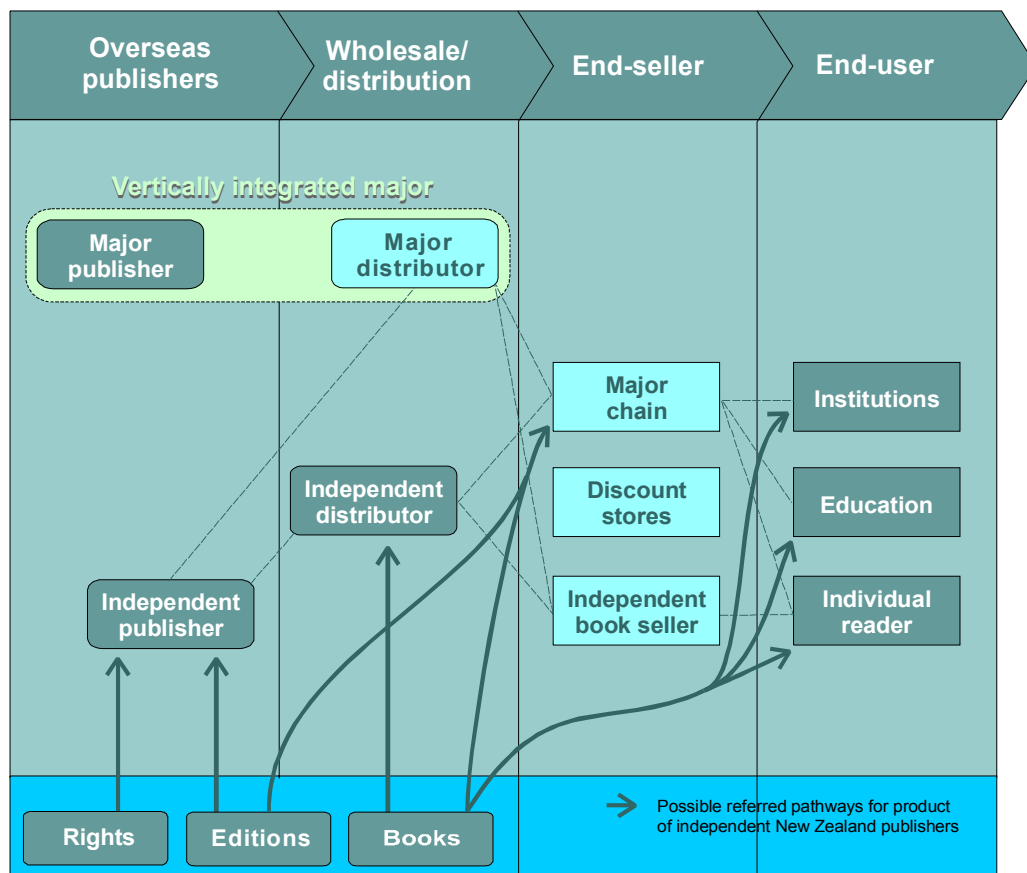 Overseas
publishers
Wholesale/
distribution
End-seller
End-user
Vertically integrated major
Major
publisher
Major
distributor
Major
chain
Institutions
Independent
distributor
Discount
stores
Education
Independent
publisher
Independent
book seller
Individual
reader
Rights
Editions
Books
Possible referred pathways for product
of independent New Zealand publishers